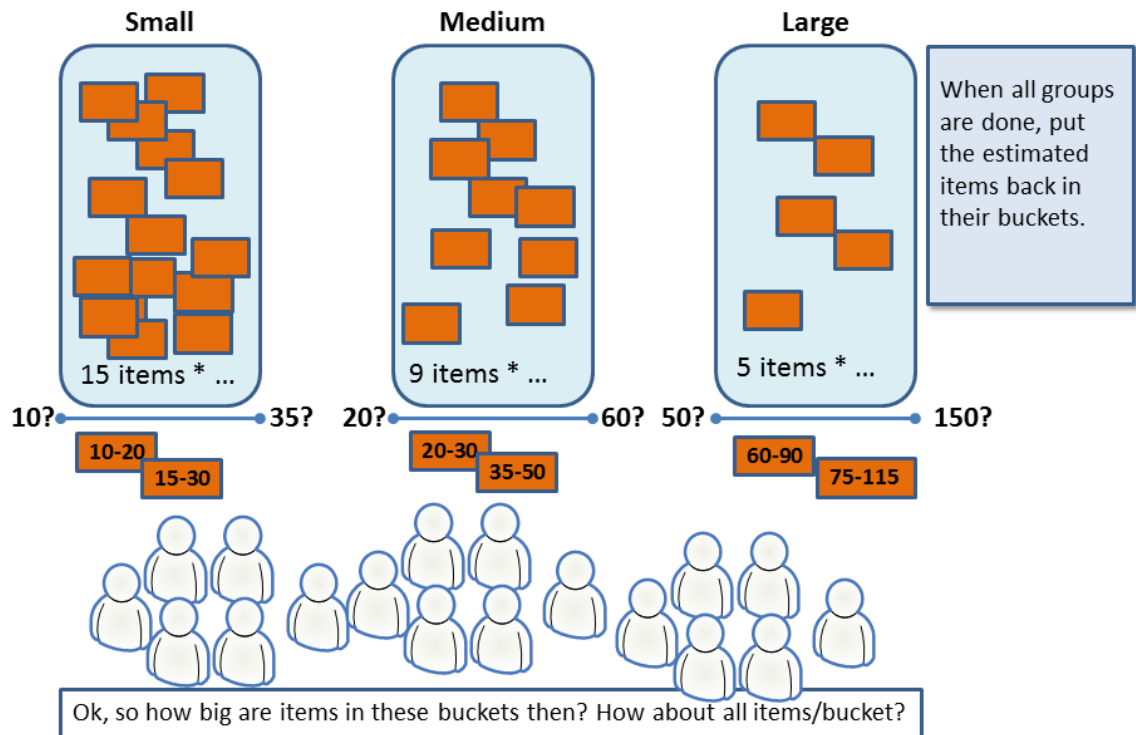 Small
Medium
Large
When all groups
are done, put
the estimated
items back in
their buckets.
15 items * ...
9 items * ...
5 items * ...
10?
35?
20?
60?
50?
150?
10-20
15-30
20-30
35-50
60-90
75-115
Ok, so how big are items in these buckets then? How about all items/bucket?